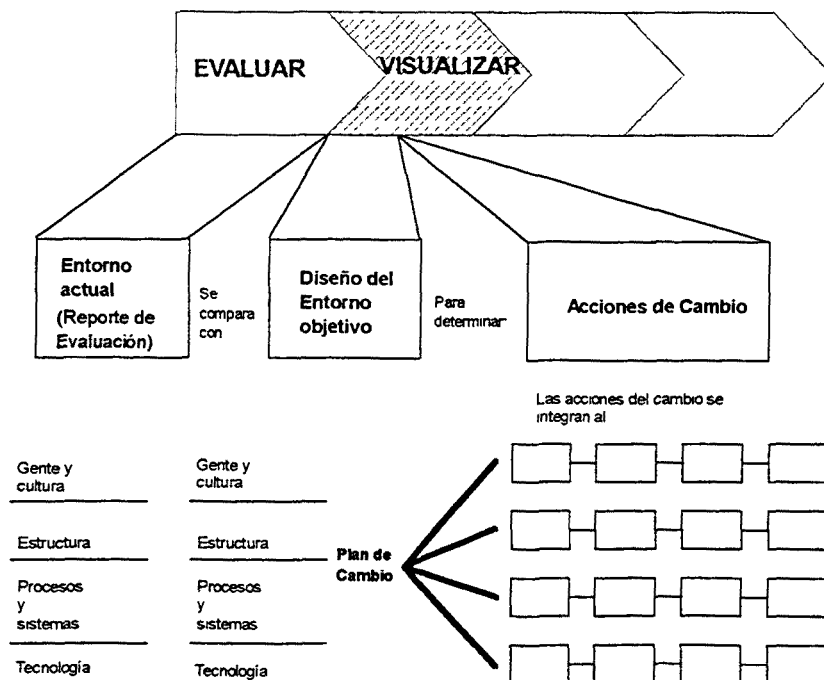 EVALUAR
VISUALIZAR
Entorno
actual
(Reporte de
Evaluación)
Se
compara
con
Diseño del
Entorno
objetivo
Para
determinar
Acciones de Cambio
Las acciones del cambio se
integran al
Gente y
cultura
Estructura
Procesos
y
sistemas
Tecnología
Gente y
cultura
Estructura
Procesos
y
sistemas
Tecnología
Plan de
Cambio